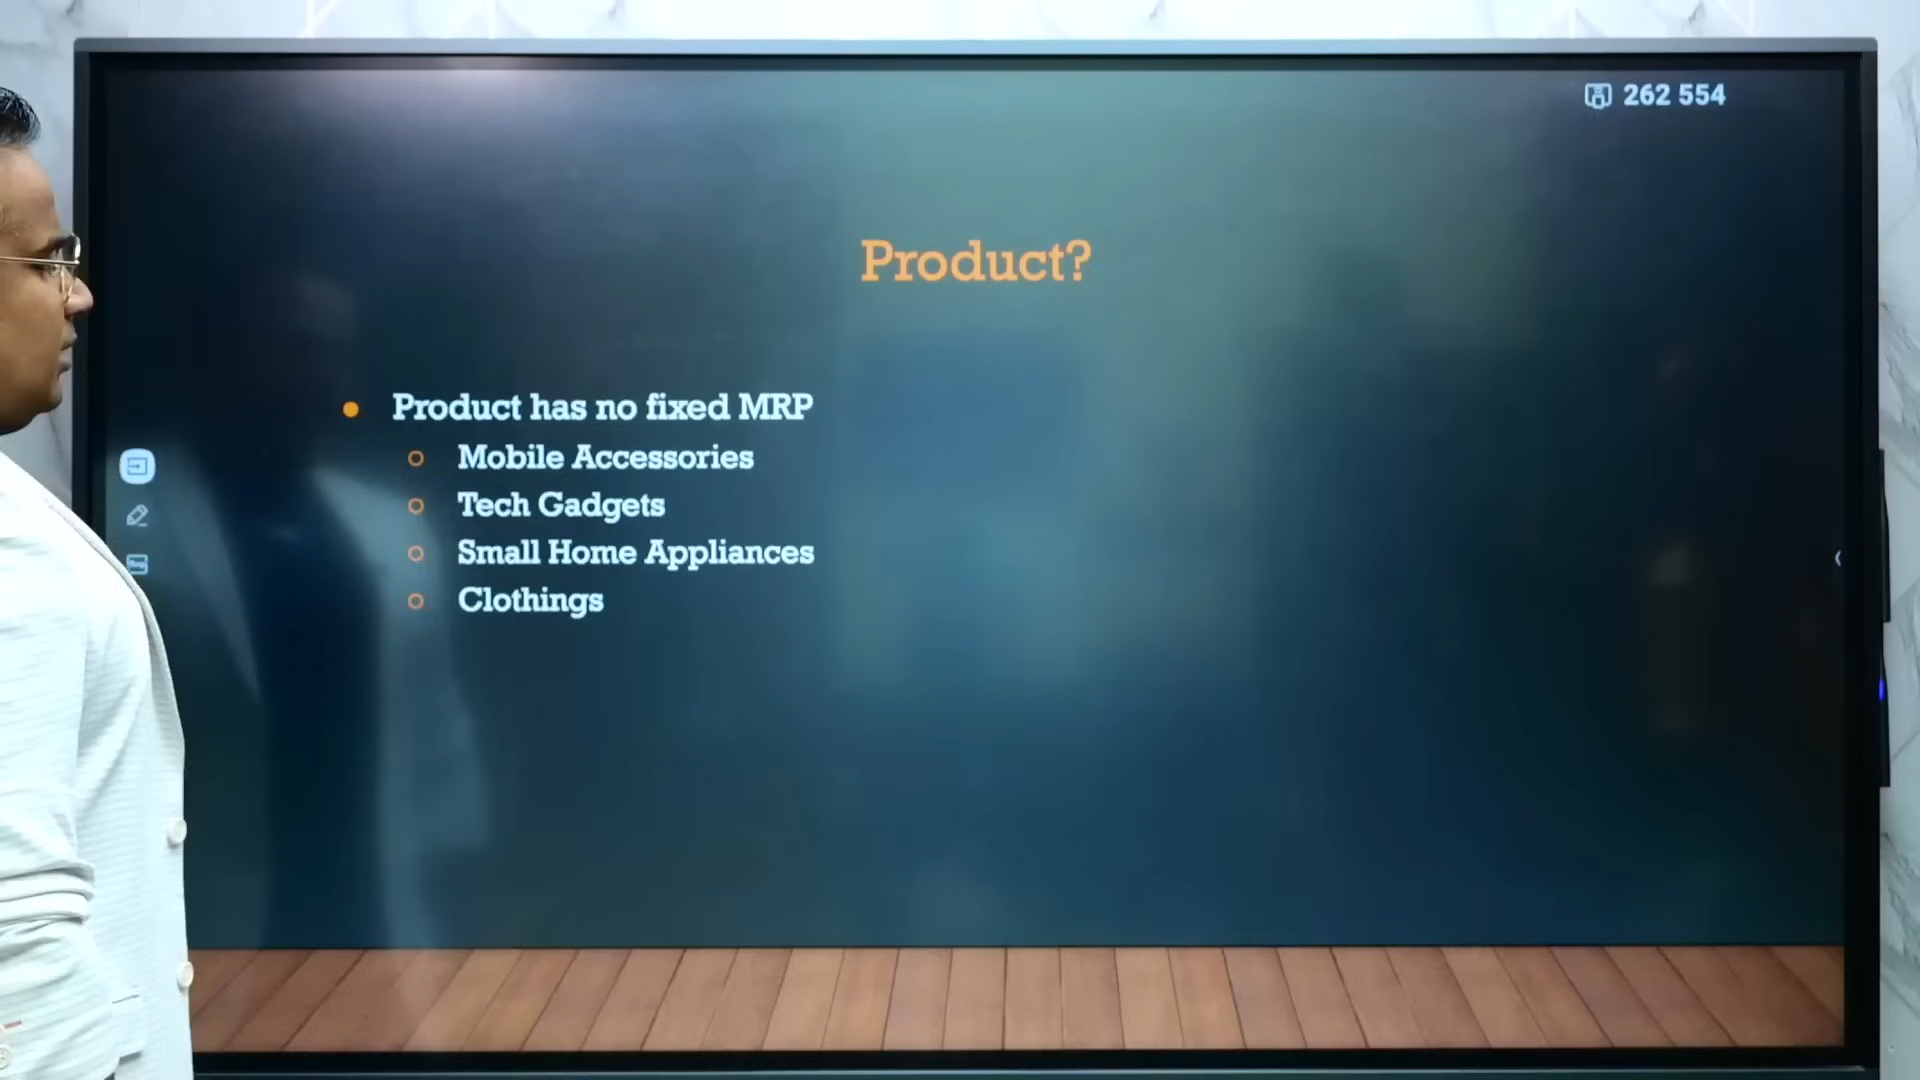 262 554
Product?
Product has no fixed MRP
Mobile Accessories
Tech Gadgets
Small Home Appliances
Clothings